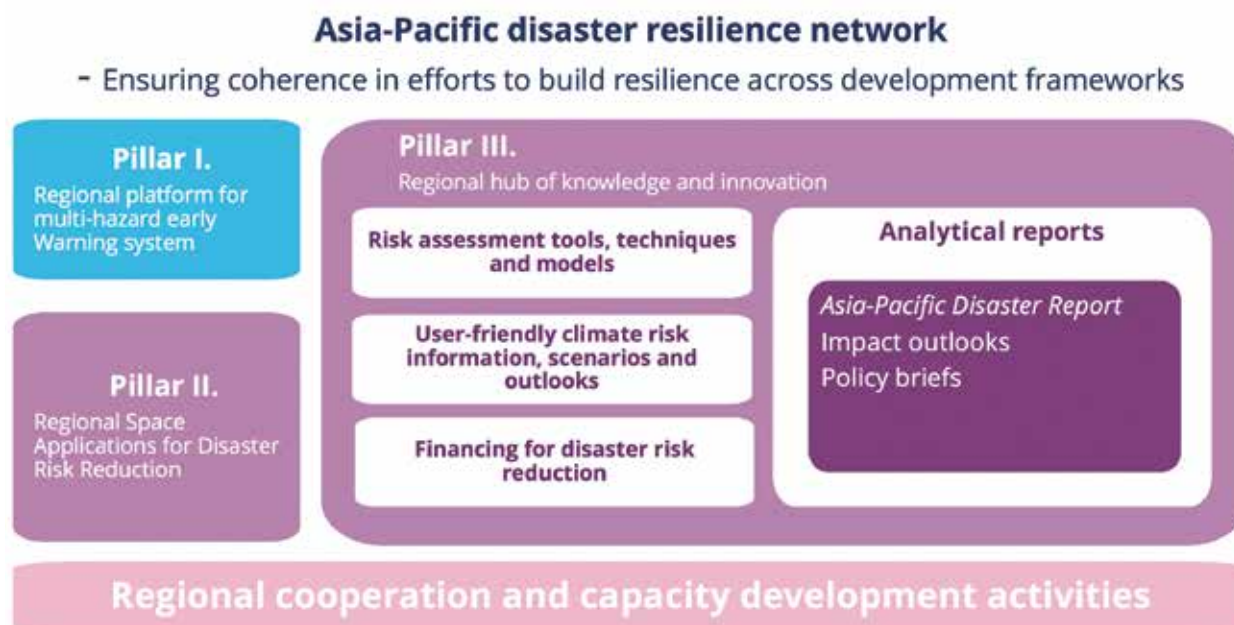 Asia-Pacific disaster resilience network
- Ensuring coherence in efforts to build resilience across development frameworks
Pillar I.
Regional platform for
multi-hazard early
Warning system
Pillar II.
Regional Space
Applications for Disaster
Risk Reduction
Pillar III.
Regional hub of knowledge and innovation
Risk assessment tools, techniques
and models
User-friendly climate risk
information, scenarios and
outlooks
Financing for disaster risk
reduction
Analytical reports
Asia-Pacific Disaster Report
Impact outlooks
Policy briefs
Regional cooperation and capacity development activities